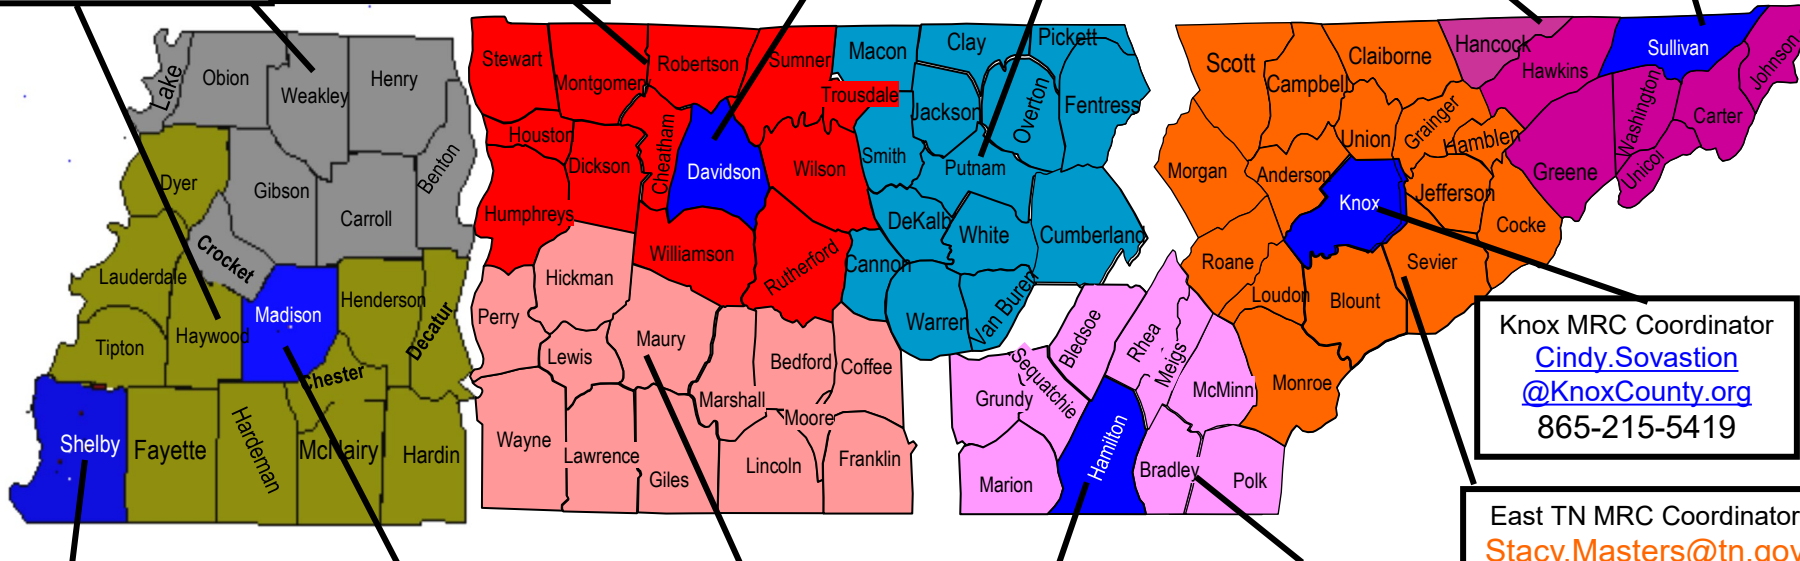 Lake
Obion
Weakley
Henry
Benton
Dyer
Gibson
Carroll
Crocket
Lauderdale
Tipton
Haywood
Madison
Henderson
Decatur
Chester
Shelby
Fayette
Hardeman
McNairy
Hardin
Stewart
Montgomer
Robertson
Sumner
Trousdale
Houston
Dickson
Cheatham
Davidson
Wilson
Humphreys
Williamson
Rutherford
Macon
Clay
Pickett
Jackson
Overton
Fentress
Smith
Putnam
DeKalb
White
Cumberland
Cannon
Warren
Van Buren
Perry
Hickman
Lewis
Maury
Bedford
Coffee
Marshall
Moore
Wayne
Lawrence
Giles
Lincoln
Franklin
Bledsoe
Rhea
Meigs
McMinn
Sequatchie
Grundy
Marion
Hamilton
Bradley
Polk
Scott
Campbell
Claiborne
Union
Grainger
Hamblen
Morgan
Anderson
Knox
Jefferson
Cocke
Roane
Loudon
Blount
Sevier
Monroe
Hancock
Hawkins
Sullivan
Johnson
Washington
Carter
Greene
Unicoi
Knox MRC Coordinator
Cindy.Sovastion
@KnoxCounty.org
865-215-5419
East TN MRC Coordinator
Stacy.Masters@tn.gov